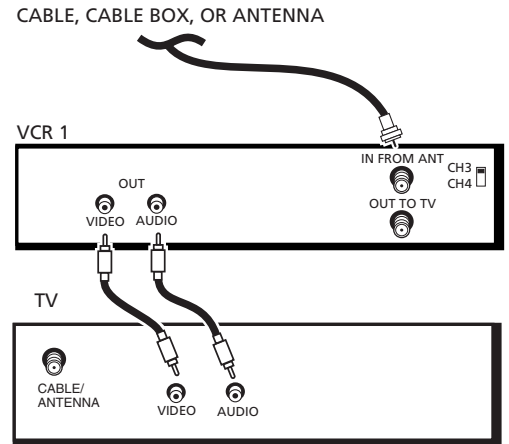 CABLE, CABLE BOX, OR ANTENNA
VCR 1
IN FROM ANT
CH3
CH4
OUT
OUT TO TV
VIDEO
AUDIO
TV
CABLE/
ANTENNA
VIDEO
AUDIO